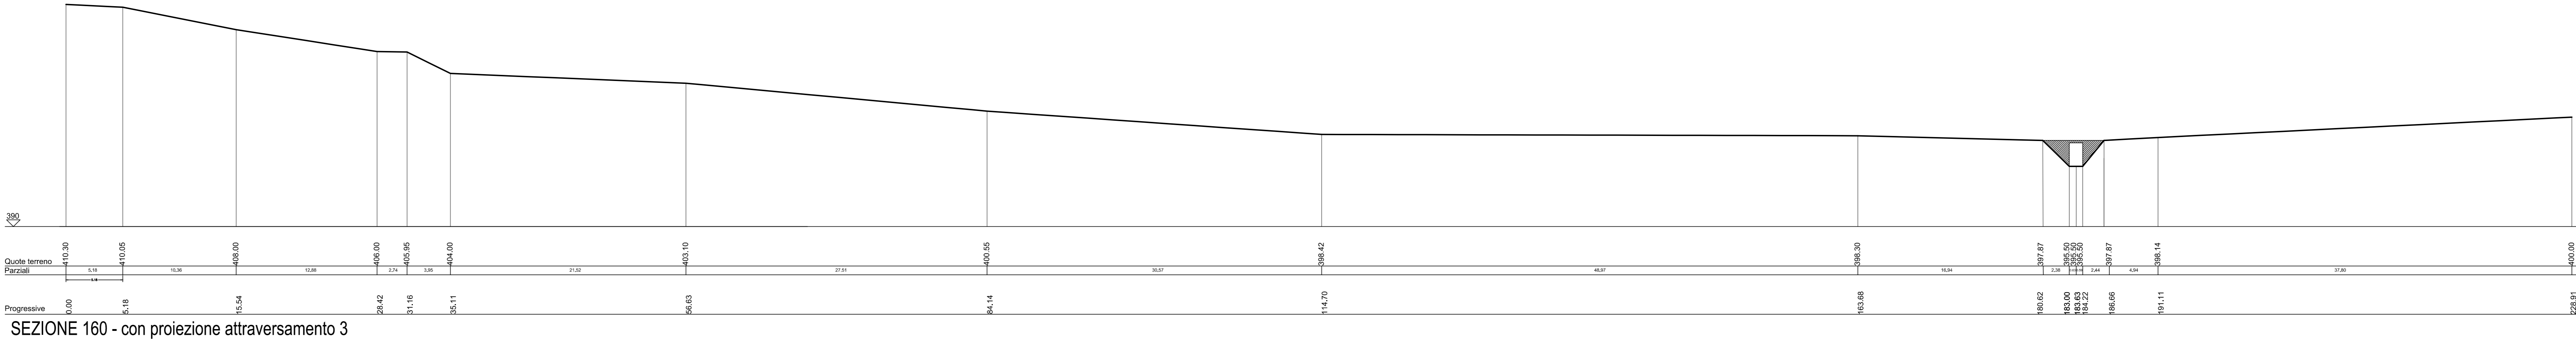 390
Quote terreno 410.30 410.05 408.00 406.00 405.95 404.00 403.10 400.55 398.42 398.30 397.87 395.50 395.50 395.50 397.87 398.14 400.00
Parziali 5,18 10,36 12,88 2,74 3,95 21,52 27,51 30,57 48,97 16,94 2,38 2,44 4,94 37,80
Progressive 0.00 5.18 15.54 28.42 31.16 35.11 56.63 84.14 114.70 163.68 180.62 183.00 183.63 184.22 186.66 191.11 228.91
SEZIONE 160 - con proiezione attraversamento 3